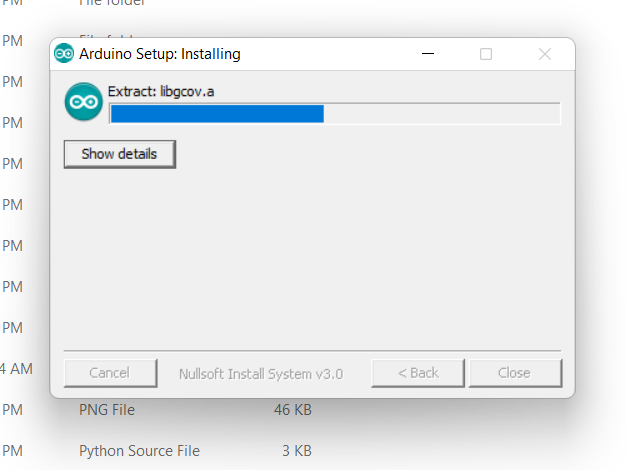 PM File folder
PM File fold
Arduino Setup: Installing
PM
Extract: libgcov.a
PM
Show details
PM
PM
PM
PM
PM
4 AM
Cancel Nullsoft Install System v3.0 < Back Close
PM PNG File 46 KB
PM Python Source File 3 KB